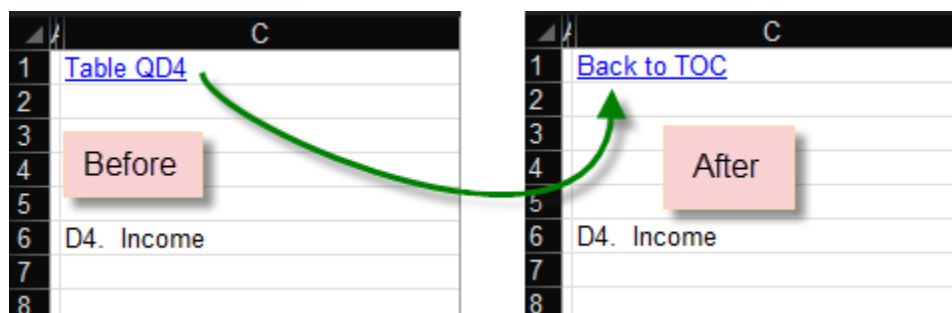 A C
1 Table QD4
2
3
4 Before
5
6 D4. Income
7
8
A C
1 Back to TOC
2
3
4 After
5
6 D4. Income
7
8